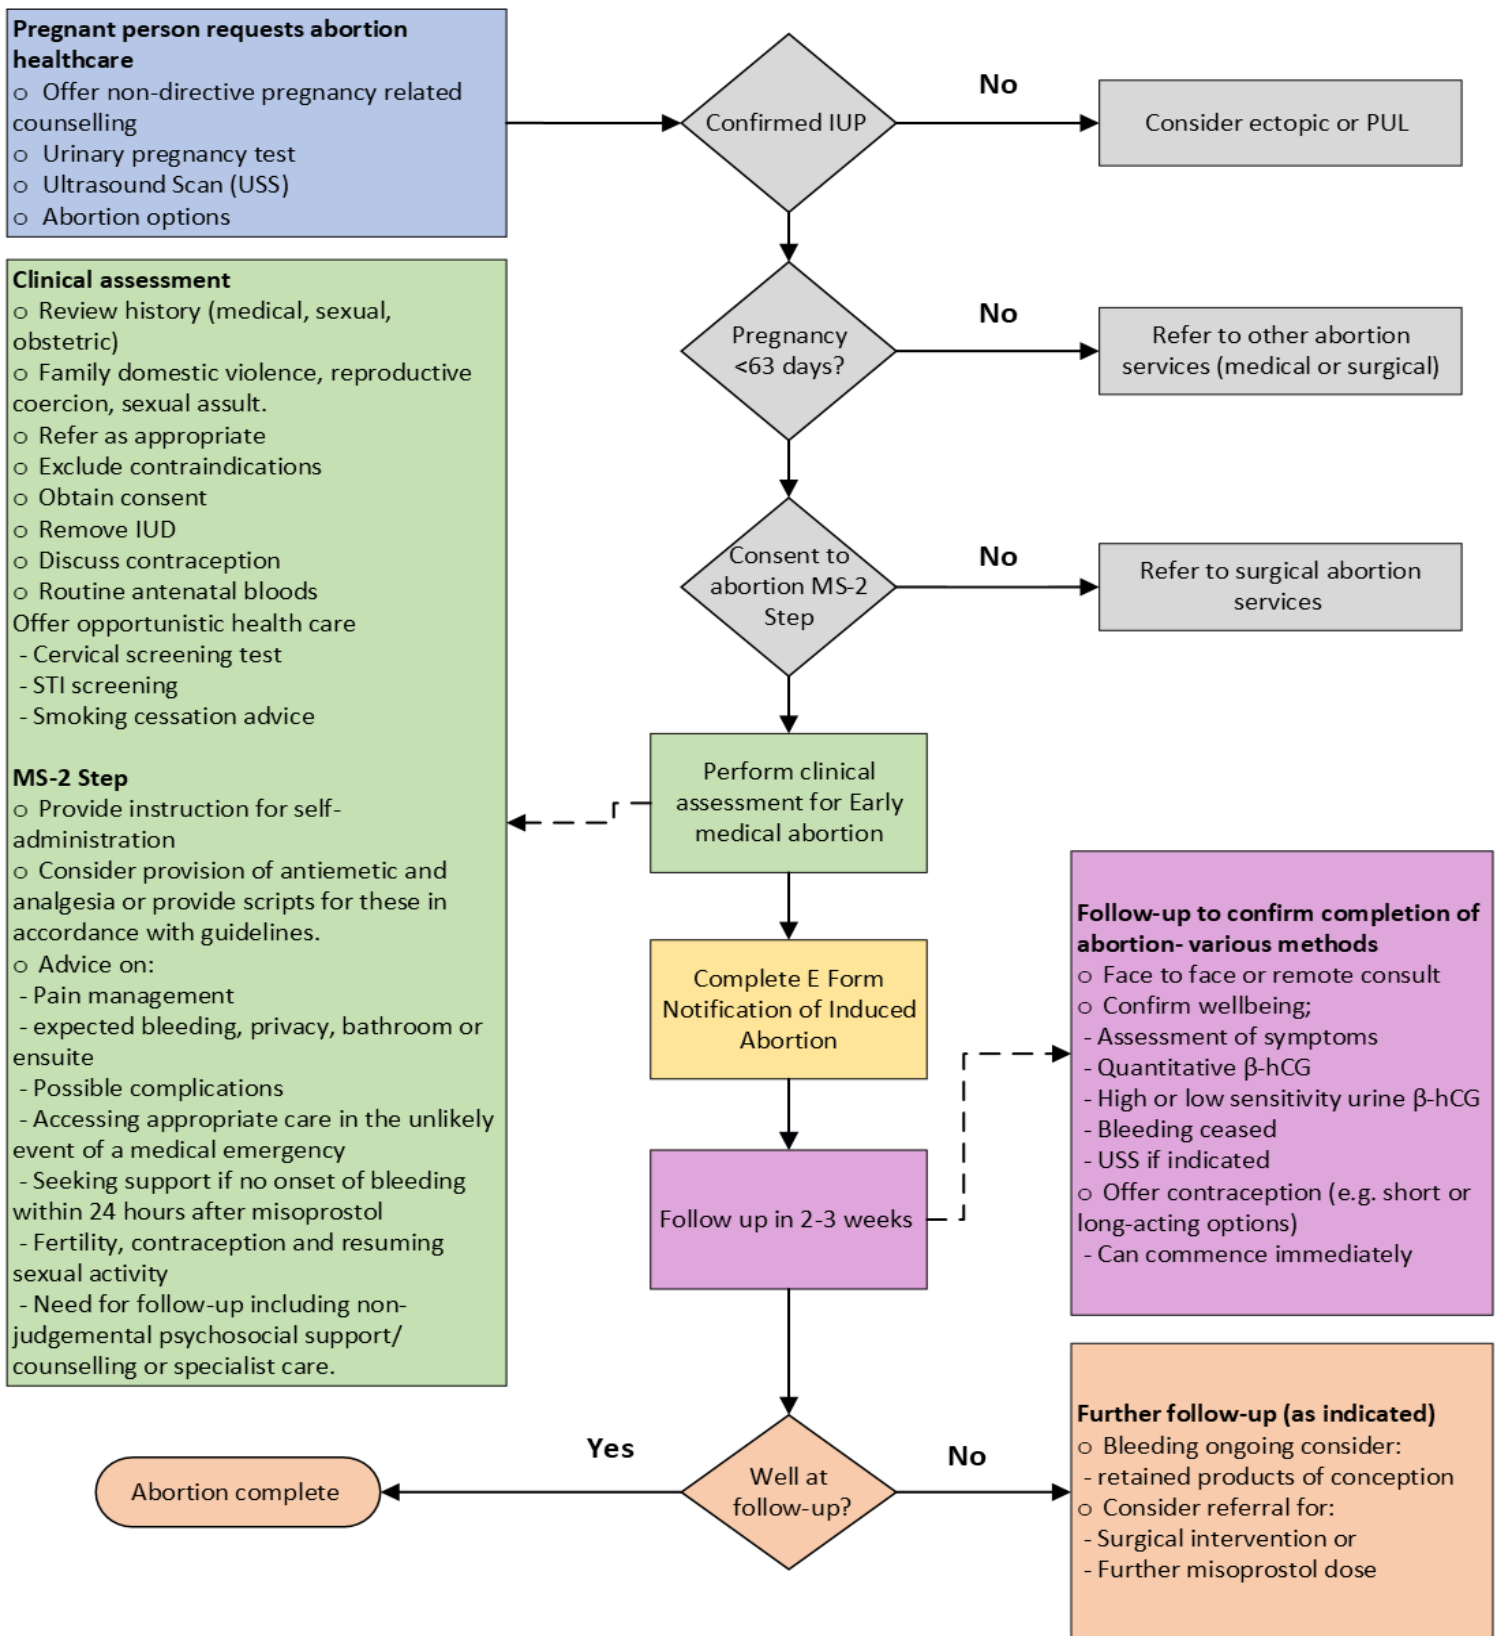 Pregnant person requests abortion
healthcare
○ Offer non-directive pregnancy related
counselling
○ Urinary pregnancy test
○ Ultrasound Scan (USS)
○ Abortion options
Confirmed IUP
No
Consider ectopic or PUL
Pregnancy
<63 days?
No
Refer to other abortion
services (medical or surgical)
Consent to
abortion MS-2
Step
No
Refer to surgical abortion
services
Perform clinical
assessment for Early
medical abortion
Clinical assessment
○ Review history (medical, sexual,
obstetric)
○ Family domestic violence, reproductive
coercion, sexual assult.
○ Refer as appropriate
○ Exclude contraindications
○ Obtain consent
○ Remove IUD
○ Discuss contraception
○ Routine antenatal bloods
Offer opportunistic health care
- Cervical screening test
- STI screening
- Smoking cessation advice
MS-2 Step
○ Provide instruction for self-
administration
○ Consider provision of antiemetic and
analgesia or provide scripts for these in
accordance with guidelines.
○ Advice on:
- Pain management
- expected bleeding, privacy, bathroom or
ensuite
- Possible complications
- Accessing appropriate care in the unlikely
event of a medical emergency
- Seeking support if no onset of bleeding
within 24 hours after misoprostol
- Fertility, contraception and resuming
sexual activity
- Need for follow-up including non-
judgemental psychosocial support/
counselling or specialist care.
Complete E Form
Notification of Induced
Abortion
Follow up in 2-3 weeks
Follow-up to confirm completion of
abortion- various methods
○ Face to face or remote consult
○ Confirm wellbeing;
- Assessment of symptoms
- Quantitative β-hCG
- High or low sensitivity urine β-hCG
- Bleeding ceased
- USS if indicated
○ Offer contraception (e.g. short or
long-acting options)
- Can commence immediately
Well at
follow-up?
Yes
Abortion complete
No
Further follow-up (as indicated)
○ Bleeding ongoing consider:
- retained products of conception
○ Consider referral for:
- Surgical intervention or
- Further misoprostol dose